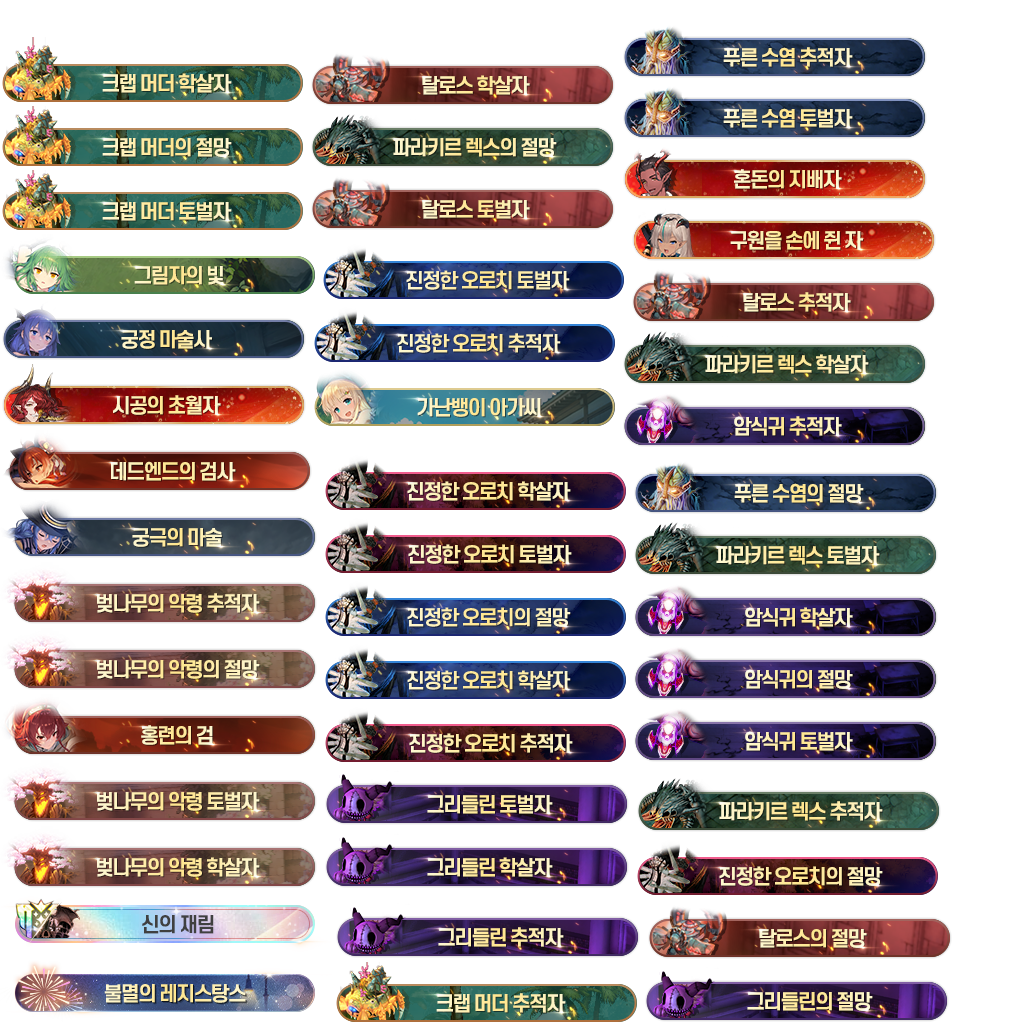 크랩 머더 학살자
크랩 머더의 절망
크랩 머더 토벌자
그림자의 빛
궁정 마술사
시공의 초월자
데드엔드의 검사
궁극의 마술
벚나무의 악령 추적자
벚나무의 악령의 절망
홍련의 검
벚나무의 악령 토벌자
벚나무의 악령 학살자
신의 재림
불멸의 레지스탕스
탈로스 학살자
파라키르 렉스의 절망
탈로스 토벌자
진정한 오로치 토벌자
진정한 오로치 추적자
가난뱅이 아가씨
진정한 오로치 학살자
진정한 오로치 토벌자
진정한 오로치의 절망
진정한 오로치 학살자
진정한 오로치 추적자
그리들린 토벌자
그리들린 학살자
그리들린 추적자
크랩 머더 추적자
푸른 수염 추적자
푸른 수염 토벌자
혼돈의 지배자
구원을 손에 쥔 자
탈로스 추적자
파라키르 렉스 학살자
암식귀 추적자
푸른 수염의 절망
파라키르 렉스 토벌자
암식귀 학살자
암식귀의 절망
암식귀 토벌자
파라키르 렉스 추적자
진정한 오로치의 절망
탈로스의 절망
그리들린의 절망